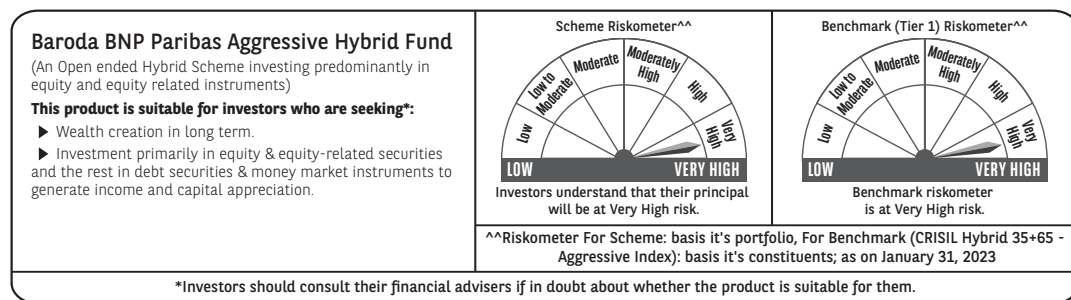 Baroda BNP Paribas Aggressive Hybrid Fund
(An Open ended Hybrid Scheme investing predominantly in
equity and equity related instruments)
This product is suitable for investors who are seeking*:
▶ Wealth creation in long term.
▶ Investment primarily in equity & equity-related securities
and the rest in debt securities & money market instruments to
generate income and capital appreciation.
Scheme Riskometer^^
Low
Low to
Moderate
Moderate
Moderately
High
High
Very
High
LOW VERY HIGH
Investors understand that their principal
will be at Very High risk.
Benchmark (Tier 1) Riskometer^^
Low
Low to
Moderate
Moderate
Moderately
High
High
Very
High
LOW VERY HIGH
Benchmark riskometer
is at Very High risk.
^^Riskometer For Scheme: basis it's portfolio, For Benchmark (CRISIL Hybrid 35+65 -
Aggressive Index): basis it's constituents; as on January 31, 2023
*Investors should consult their financial advisers if in doubt about whether the product is suitable for them.